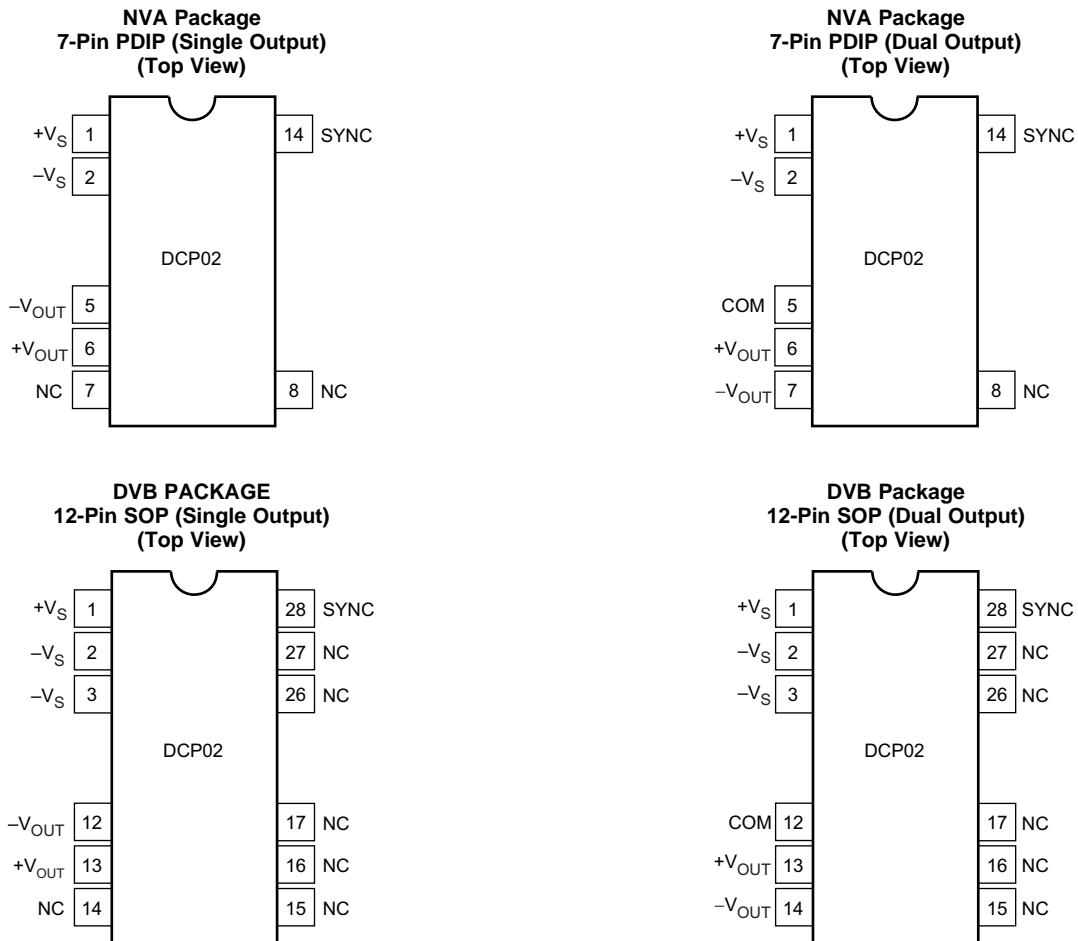 NVA Package
7-Pin PDIP (Single Output)
(Top View)
+VS 1 14 SYNC
–VS 2
DCP02
–VOUT 5
+VOUT 6
NC 7 8 NC
NVA Package
7-Pin PDIP (Dual Output)
(Top View)
+VS 1 14 SYNC
–VS 2
DCP02
COM 5
+VOUT 6
–VOUT 7 8 NC
DVB PACKAGE
12-Pin SOP (Single Output)
(Top View)
+VS 1 28 SYNC
–VS 2 27 NC
–VS 3 26 NC
DCP02
–VOUT 12 17 NC
+VOUT 13 16 NC
NC 14 15 NC
DVB Package
12-Pin SOP (Dual Output)
(Top View)
+VS 1 28 SYNC
–VS 2 27 NC
–VS 3 26 NC
DCP02
COM 12 17 NC
+VOUT 13 16 NC
–VOUT 14 15 NC